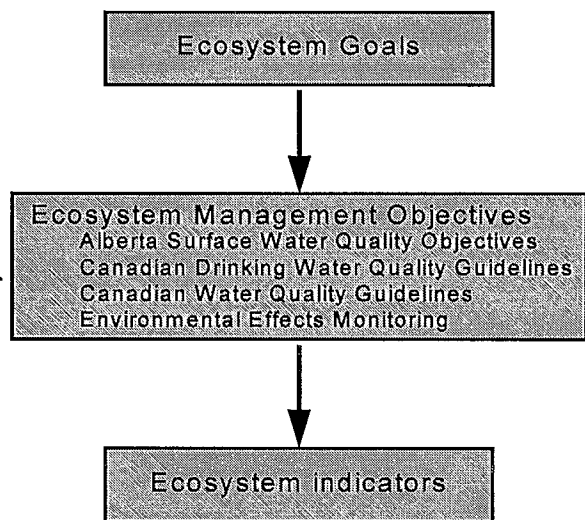 Ecosystem Goals
Ecosystem Management Objectives
Alberta Surface Water Quality Objectives
Canadian Drinking Water Quality Guidelines
Canadian Water Quality Guidelines
Environmental Effects Monitoring
Ecosystem indicators